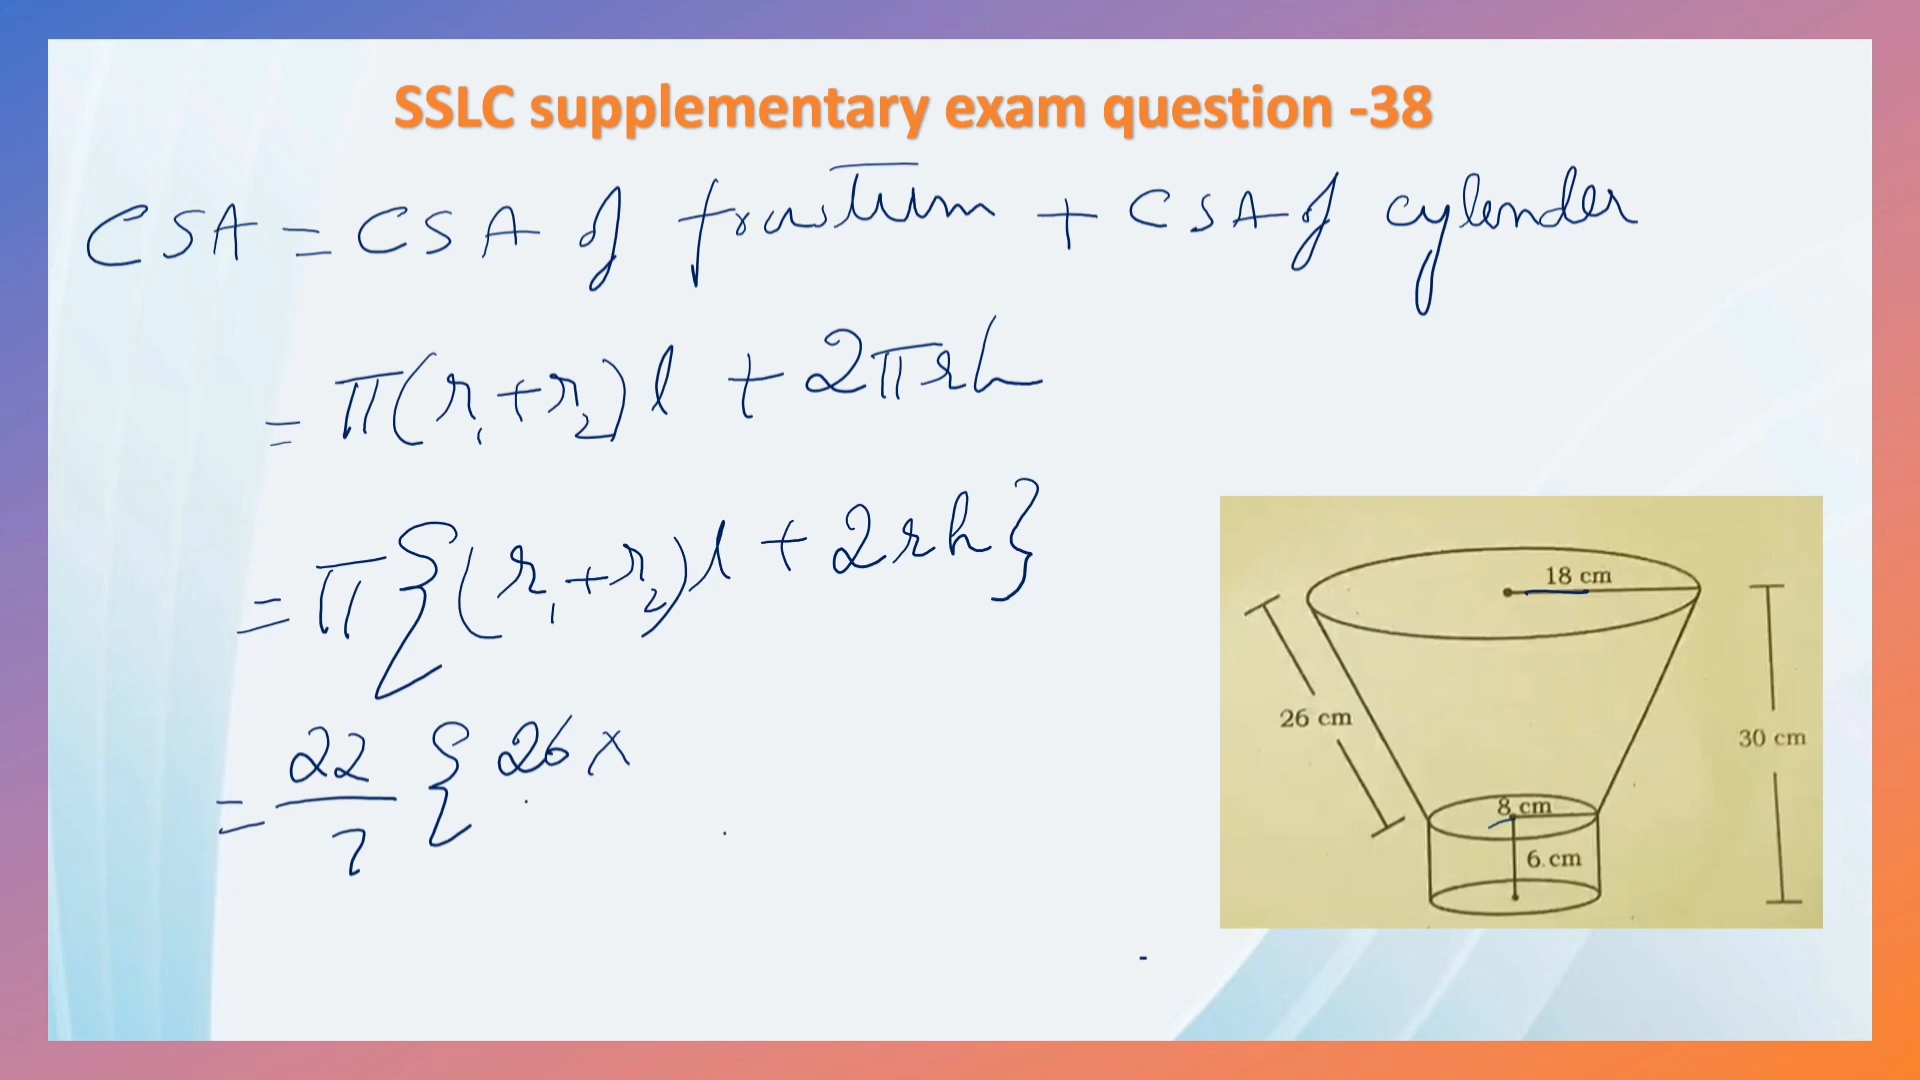 SSLC supplementary exam question -38
CSA = CSA of frustum + CSA of cylender
= π(r₁+r₂)l + 2πrh
= π{(r₁+r₂)l + 2rh}
= 22/7 { 26 ×
18 cm
26 cm
30 cm
8 cm
6 cm